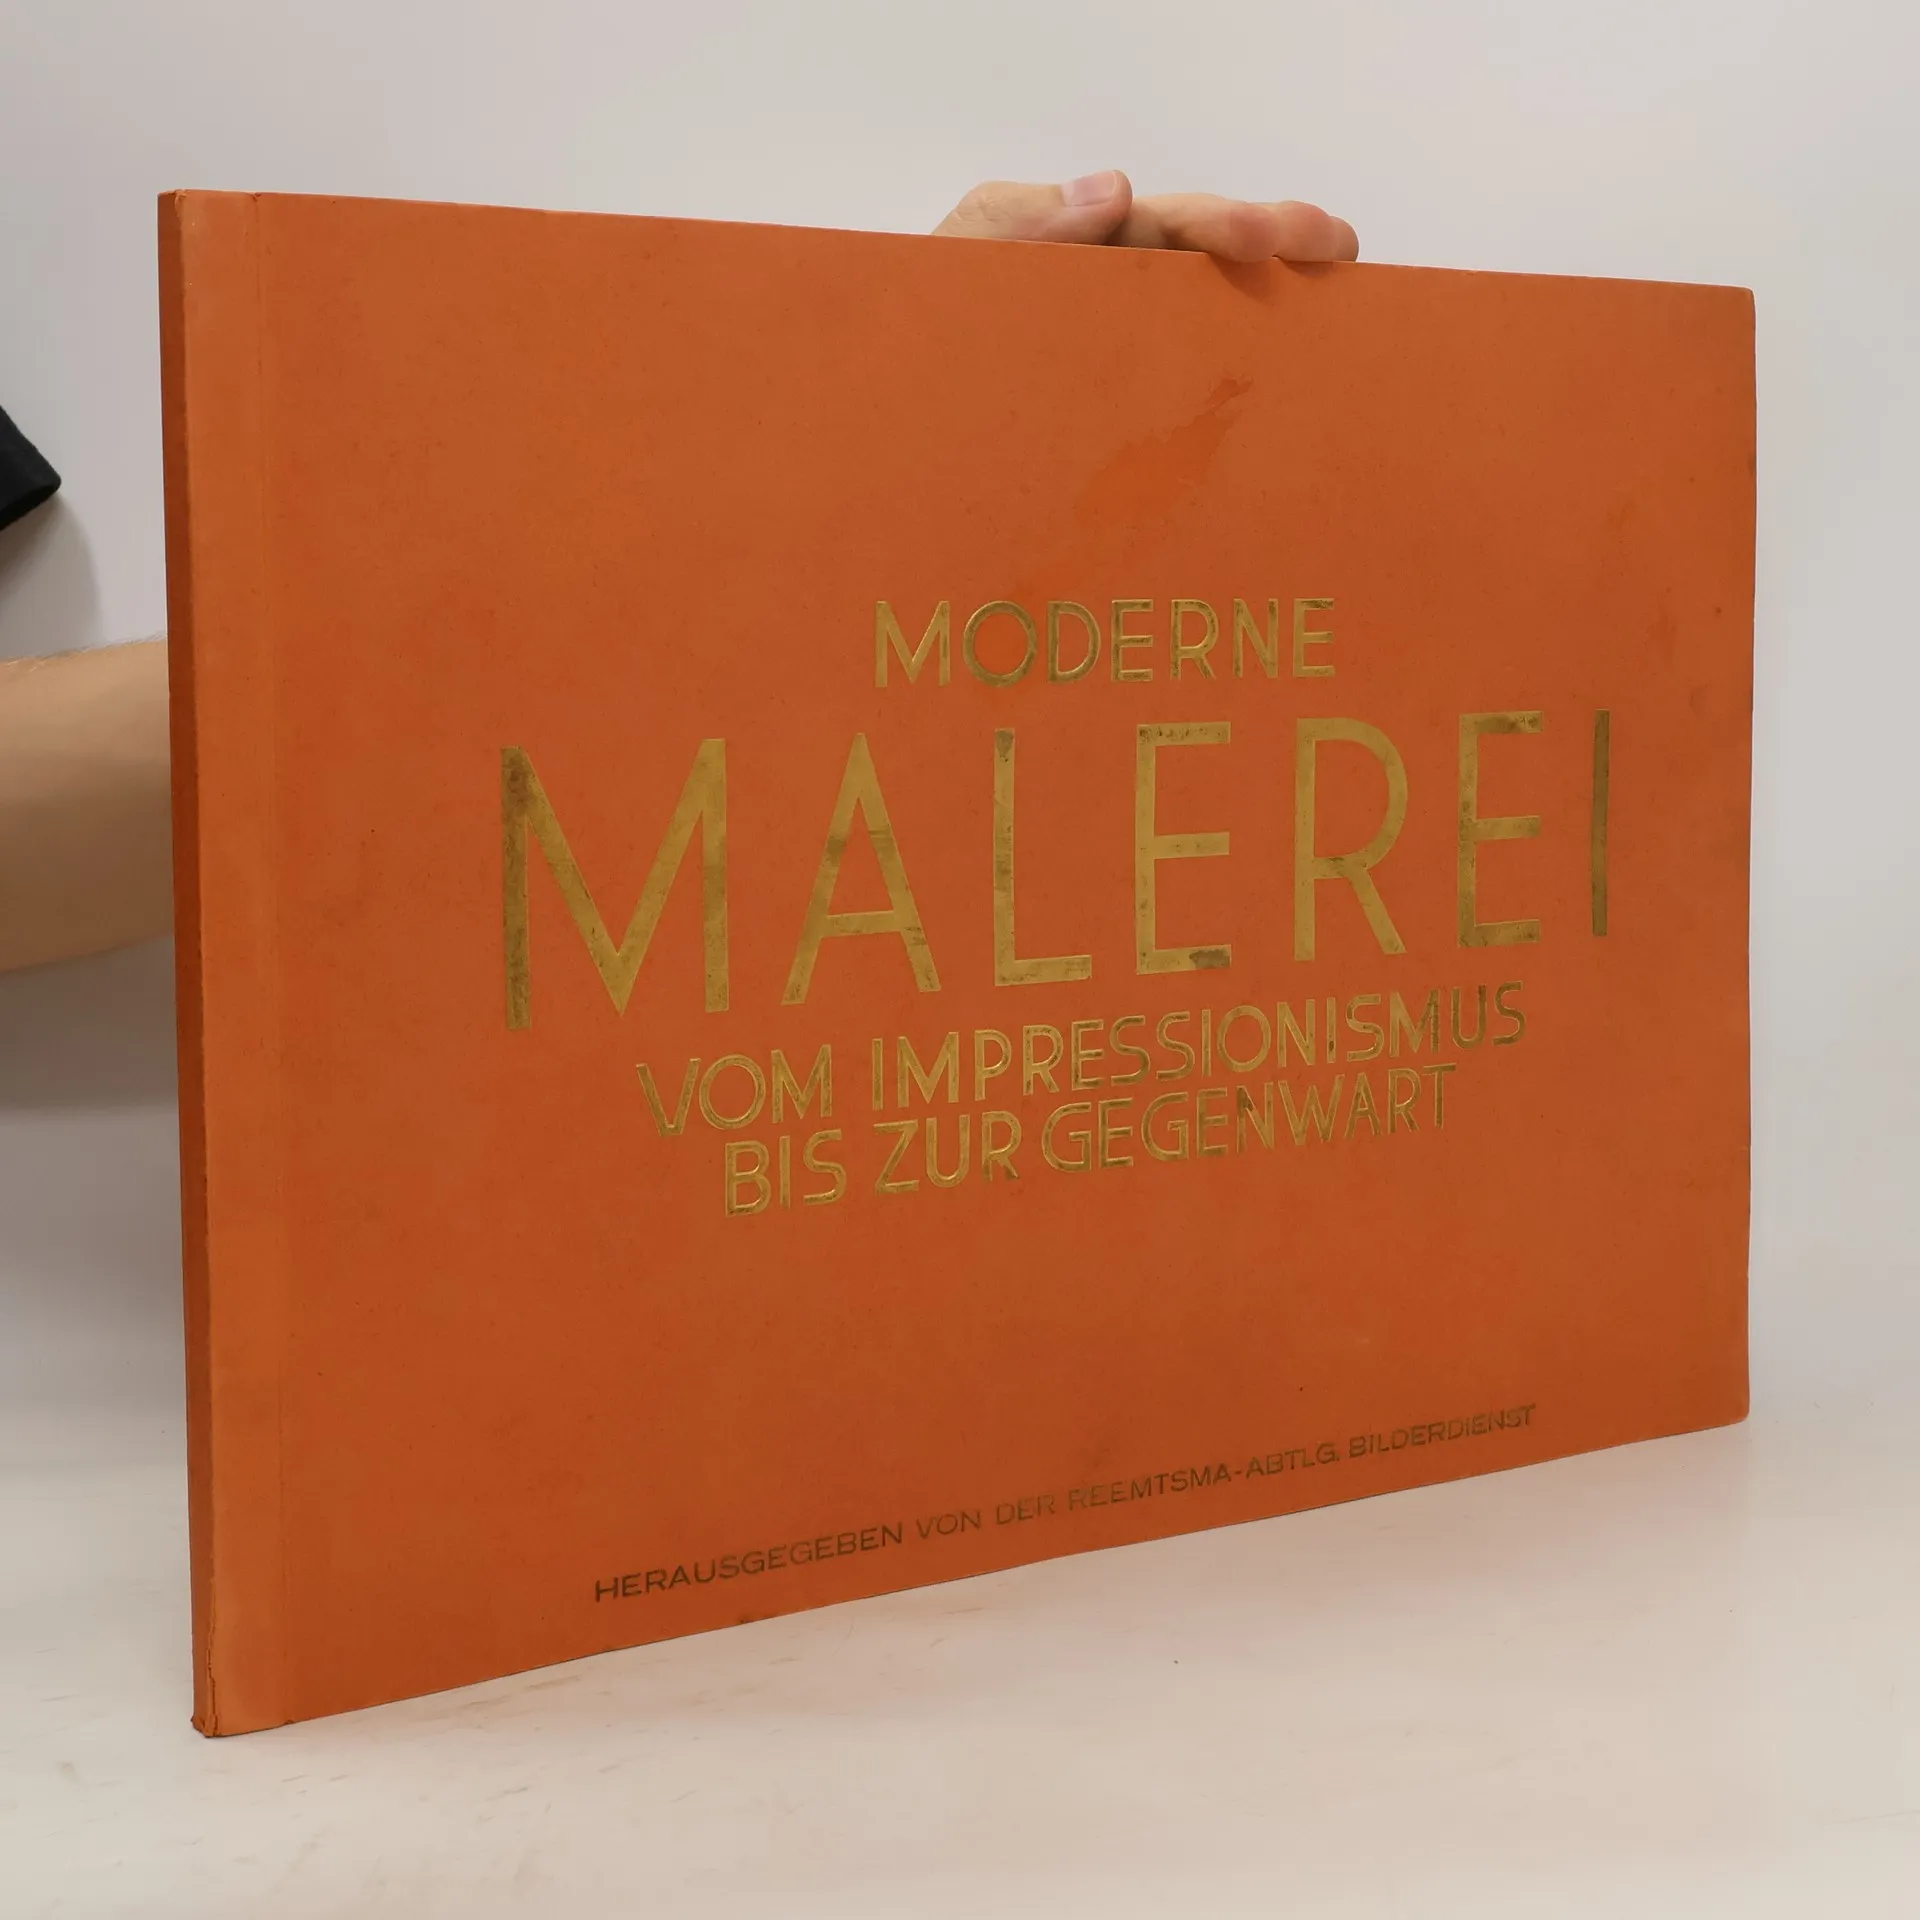 MODERNE
MALEREI
VOM IMPRESSIONISMUS
BIS ZUR GEGENWART
HERAUSGEGEBEN VON DER REEMTSMA-ABTLG. BILDERDIENST